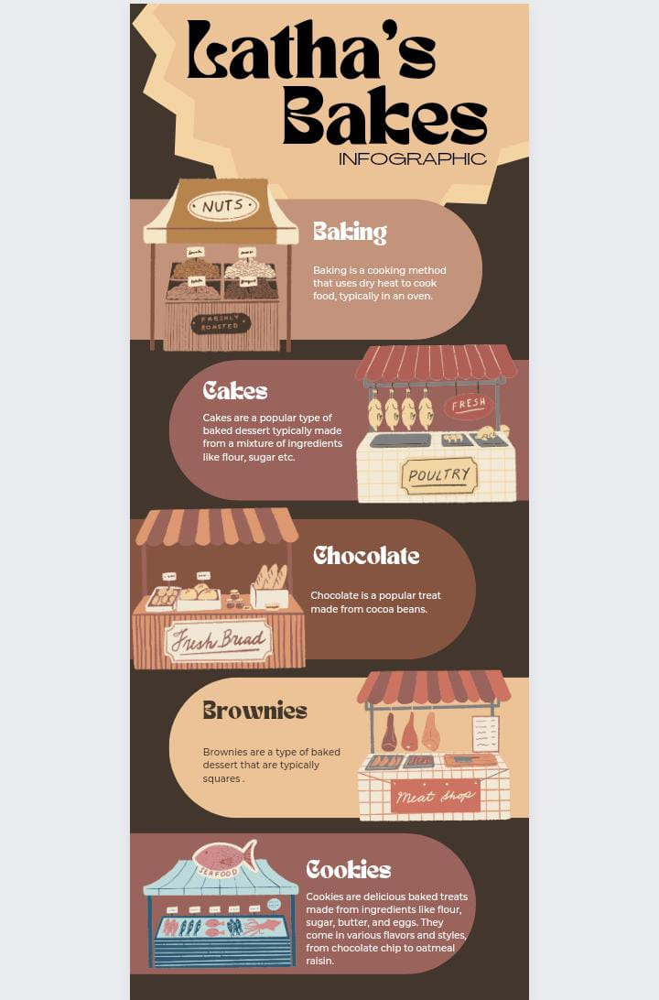 Latha's
Bakes
INFOGRAPHIC
NUTS
FRESHLY
ROASTED
Baking
Baking is a cooking method
that uses dry heat to cook
food, typically in an oven.
Cakes
Cakes are a popular type of
baked dessert typically made
from a mixture of ingredients
like flour, sugar etc.
FRESH
POULTRY
Fresh Bread
Chocolate
Chocolate is a popular treat
made from cocoa beans.
Brownies
Brownies are a type of baked
dessert that are typically
squares .
Meat Shop
SEAFOOD
Cookies
Cookies are delicious baked treats
made from ingredients like flour,
sugar, butter, and eggs. They
come in various flavors and styles,
from chocolate chip to oatmeal
raisin.